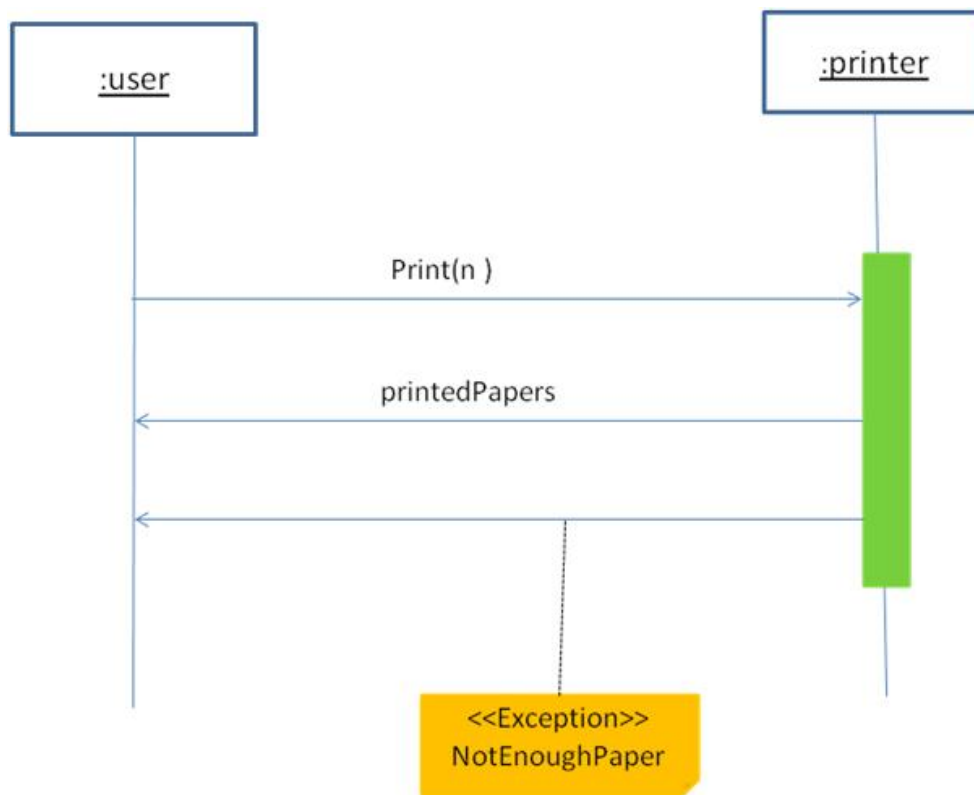 :user
:printer
Print(n )
printedPapers
<<Exception>>
NotEnoughPaper